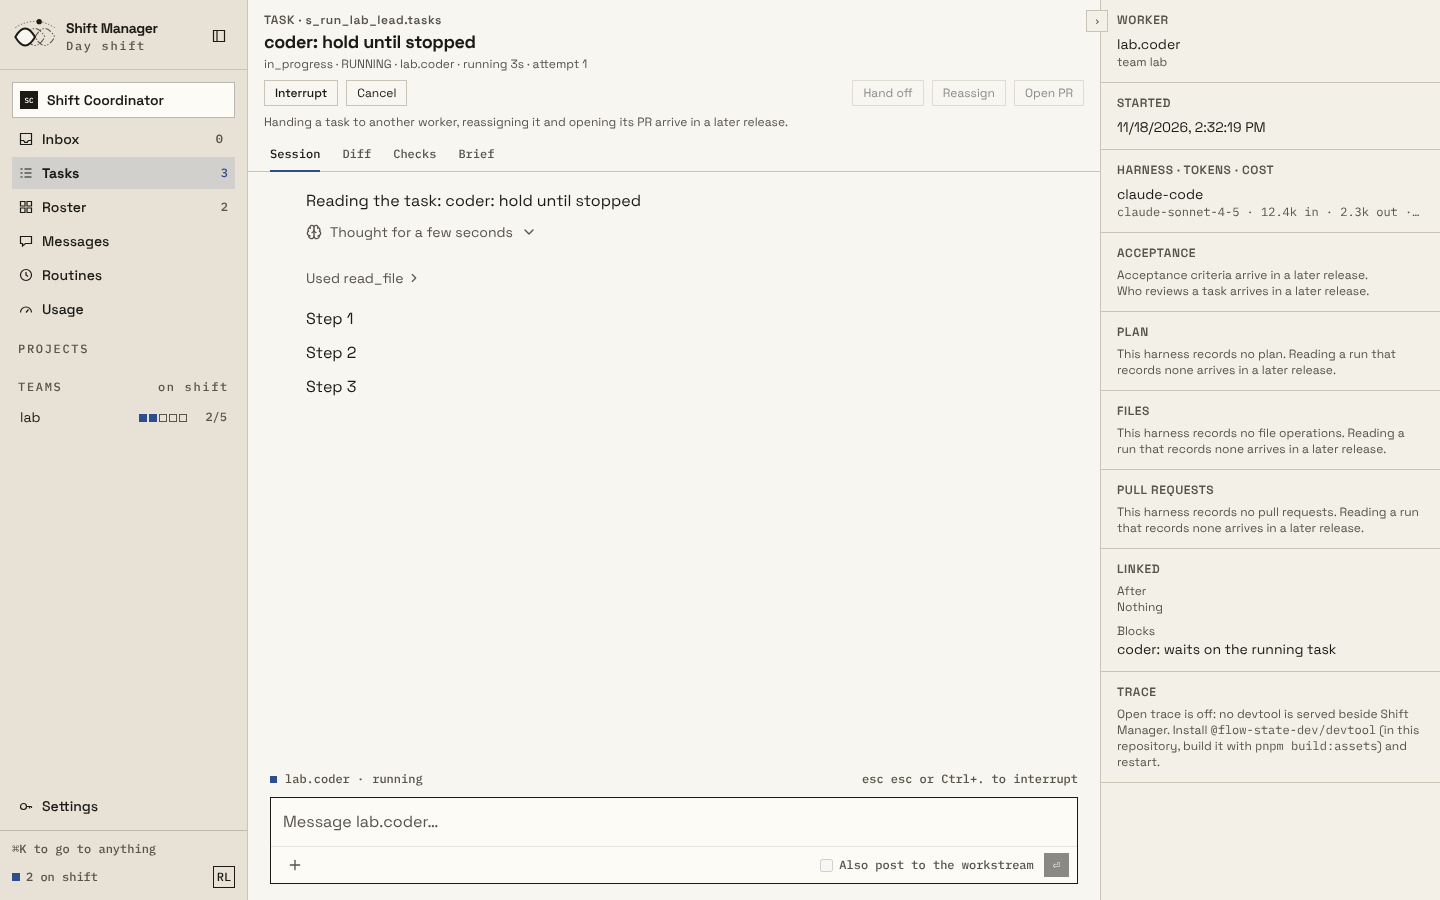 Shift Manager
Day shift
SC Shift Coordinator
Inbox 0
Tasks 3
Roster 2
Messages
Routines
Usage
PROJECTS
TEAMS on shift
lab 2/5
Settings
⌘K to go to anything
2 on shift RL
TASK · s_run_lab_lead.tasks
coder: hold until stopped
in_progress · RUNNING · lab.coder · running 3s · attempt 1
Interrupt Cancel Hand off Reassign Open PR
Handing a task to another worker, reassigning it and opening its PR arrive in a later release.
Session Diff Checks Brief
Reading the task: coder: hold until stopped
Thought for a few seconds
Used read_file
Step 1
Step 2
Step 3
lab.coder · running esc esc or Ctrl+. to interrupt
Message lab.coder…
Also post to the workstream
WORKER
lab.coder
team lab
STARTED
11/18/2026, 2:32:19 PM
HARNESS · TOKENS · COST
claude-code
claude-sonnet-4-5 · 12.4k in · 2.3k out ·…
ACCEPTANCE
Acceptance criteria arrive in a later release.
Who reviews a task arrives in a later release.
PLAN
This harness records no plan. Reading a run that
records none arrives in a later release.
FILES
This harness records no file operations. Reading a
run that records none arrives in a later release.
PULL REQUESTS
This harness records no pull requests. Reading a run
that records none arrives in a later release.
LINKED
After
Nothing
Blocks
coder: waits on the running task
TRACE
Open trace is off: no devtool is served beside Shift
Manager. Install @flow-state-dev/devtool (in this
repository, build it with pnpm build:assets) and
restart.